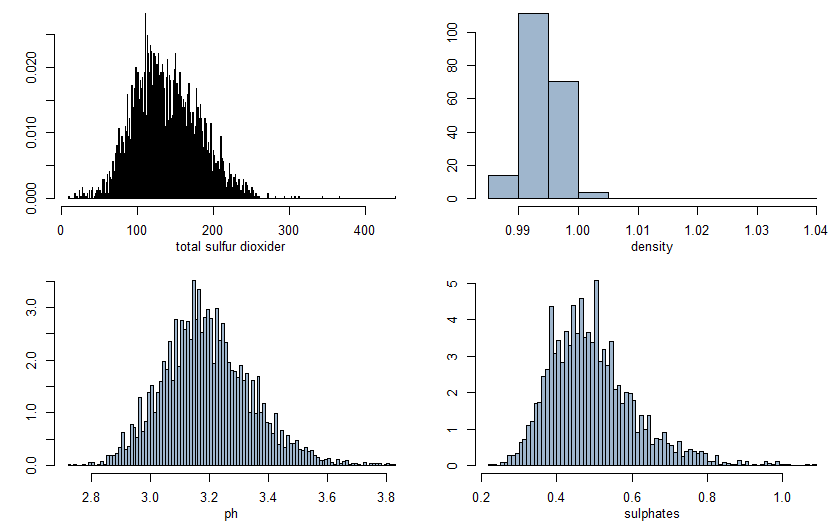 0.000 0.010 0.020
0 100 200 300 400
total sulfur dioxider
0 20 40 60 80 100
0.99 1.00 1.01 1.02 1.03 1.04
density
0.0 1.0 2.0 3.0
2.8 3.0 3.2 3.4 3.6 3.8
ph
0 1 2 3 4 5
0.2 0.4 0.6 0.8 1.0
sulphates